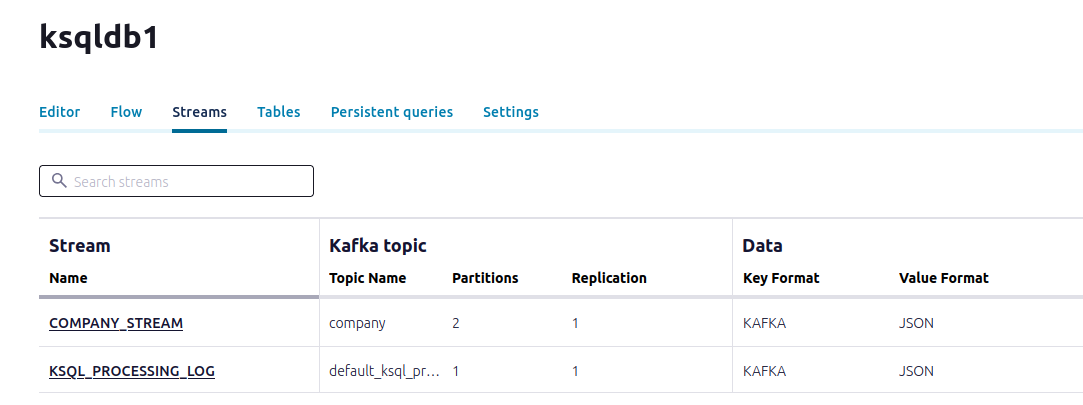 ksqldb1
Editor Flow Streams Tables Persistent queries Settings
Search streams
Stream Kafka topic Data
Name Topic Name Partitions Replication Key Format Value Format
COMPANY_STREAM company 2 1 KAFKA JSON
KSQL_PROCESSING_LOG default_ksql_pr... 1 1 KAFKA JSON